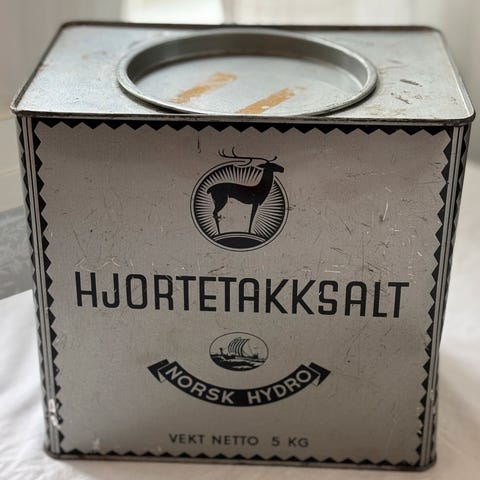 HJORTETAKKSALT
NORSK HYDRO
VEKT NETTO 5 KG